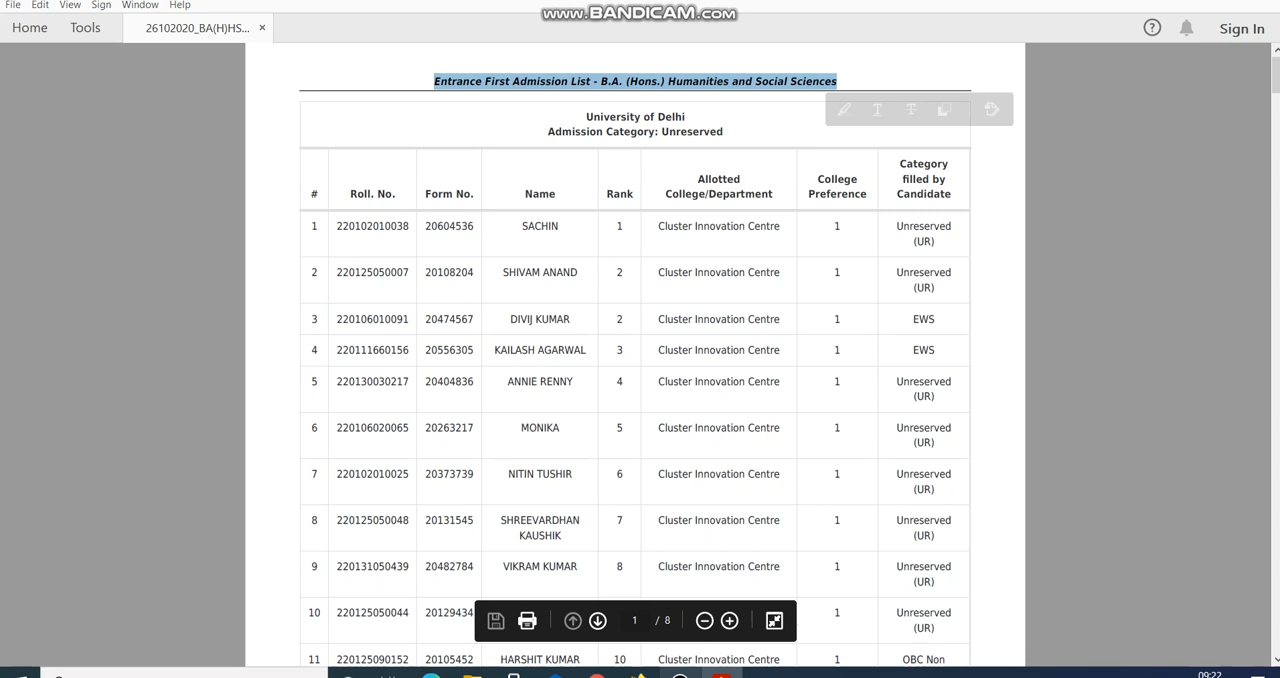 File Edit View Sign Window Help
www.BANDICAM.com
Home Tools 26102020_BA(H)HS... × Sign In
Entrance First Admission List - B.A. (Hons.) Humanities and Social Sciences
University of Delhi
Admission Category: Unreserved
# Roll. No. Form No. Name Rank Allotted College/Department College Preference Category filled by Candidate
1 220102010038 20604536 SACHIN 1 Cluster Innovation Centre 1 Unreserved (UR)
2 220125050007 20108204 SHIVAM ANAND 2 Cluster Innovation Centre 1 Unreserved (UR)
3 220106010091 20474567 DIVIJ KUMAR 2 Cluster Innovation Centre 1 EWS
4 220111660156 20556305 KAILASH AGARWAL 3 Cluster Innovation Centre 1 EWS
5 220130030217 20404836 ANNIE RENNY 4 Cluster Innovation Centre 1 Unreserved (UR)
6 220106020065 20263217 MONIKA 5 Cluster Innovation Centre 1 Unreserved (UR)
7 220102010025 20373739 NITIN TUSHIR 6 Cluster Innovation Centre 1 Unreserved (UR)
8 220125050048 20131545 SHREEVARDHAN KAUSHIK 7 Cluster Innovation Centre 1 Unreserved (UR)
9 220131050439 20482784 VIKRAM KUMAR 8 Cluster Innovation Centre 1 Unreserved (UR)
10 220125050044 20129434 1 Unreserved (UR)
1 / 8
11 220125090152 20105452 HARSHIT KUMAR 10 Cluster Innovation Centre 1 OBC Non
09:22